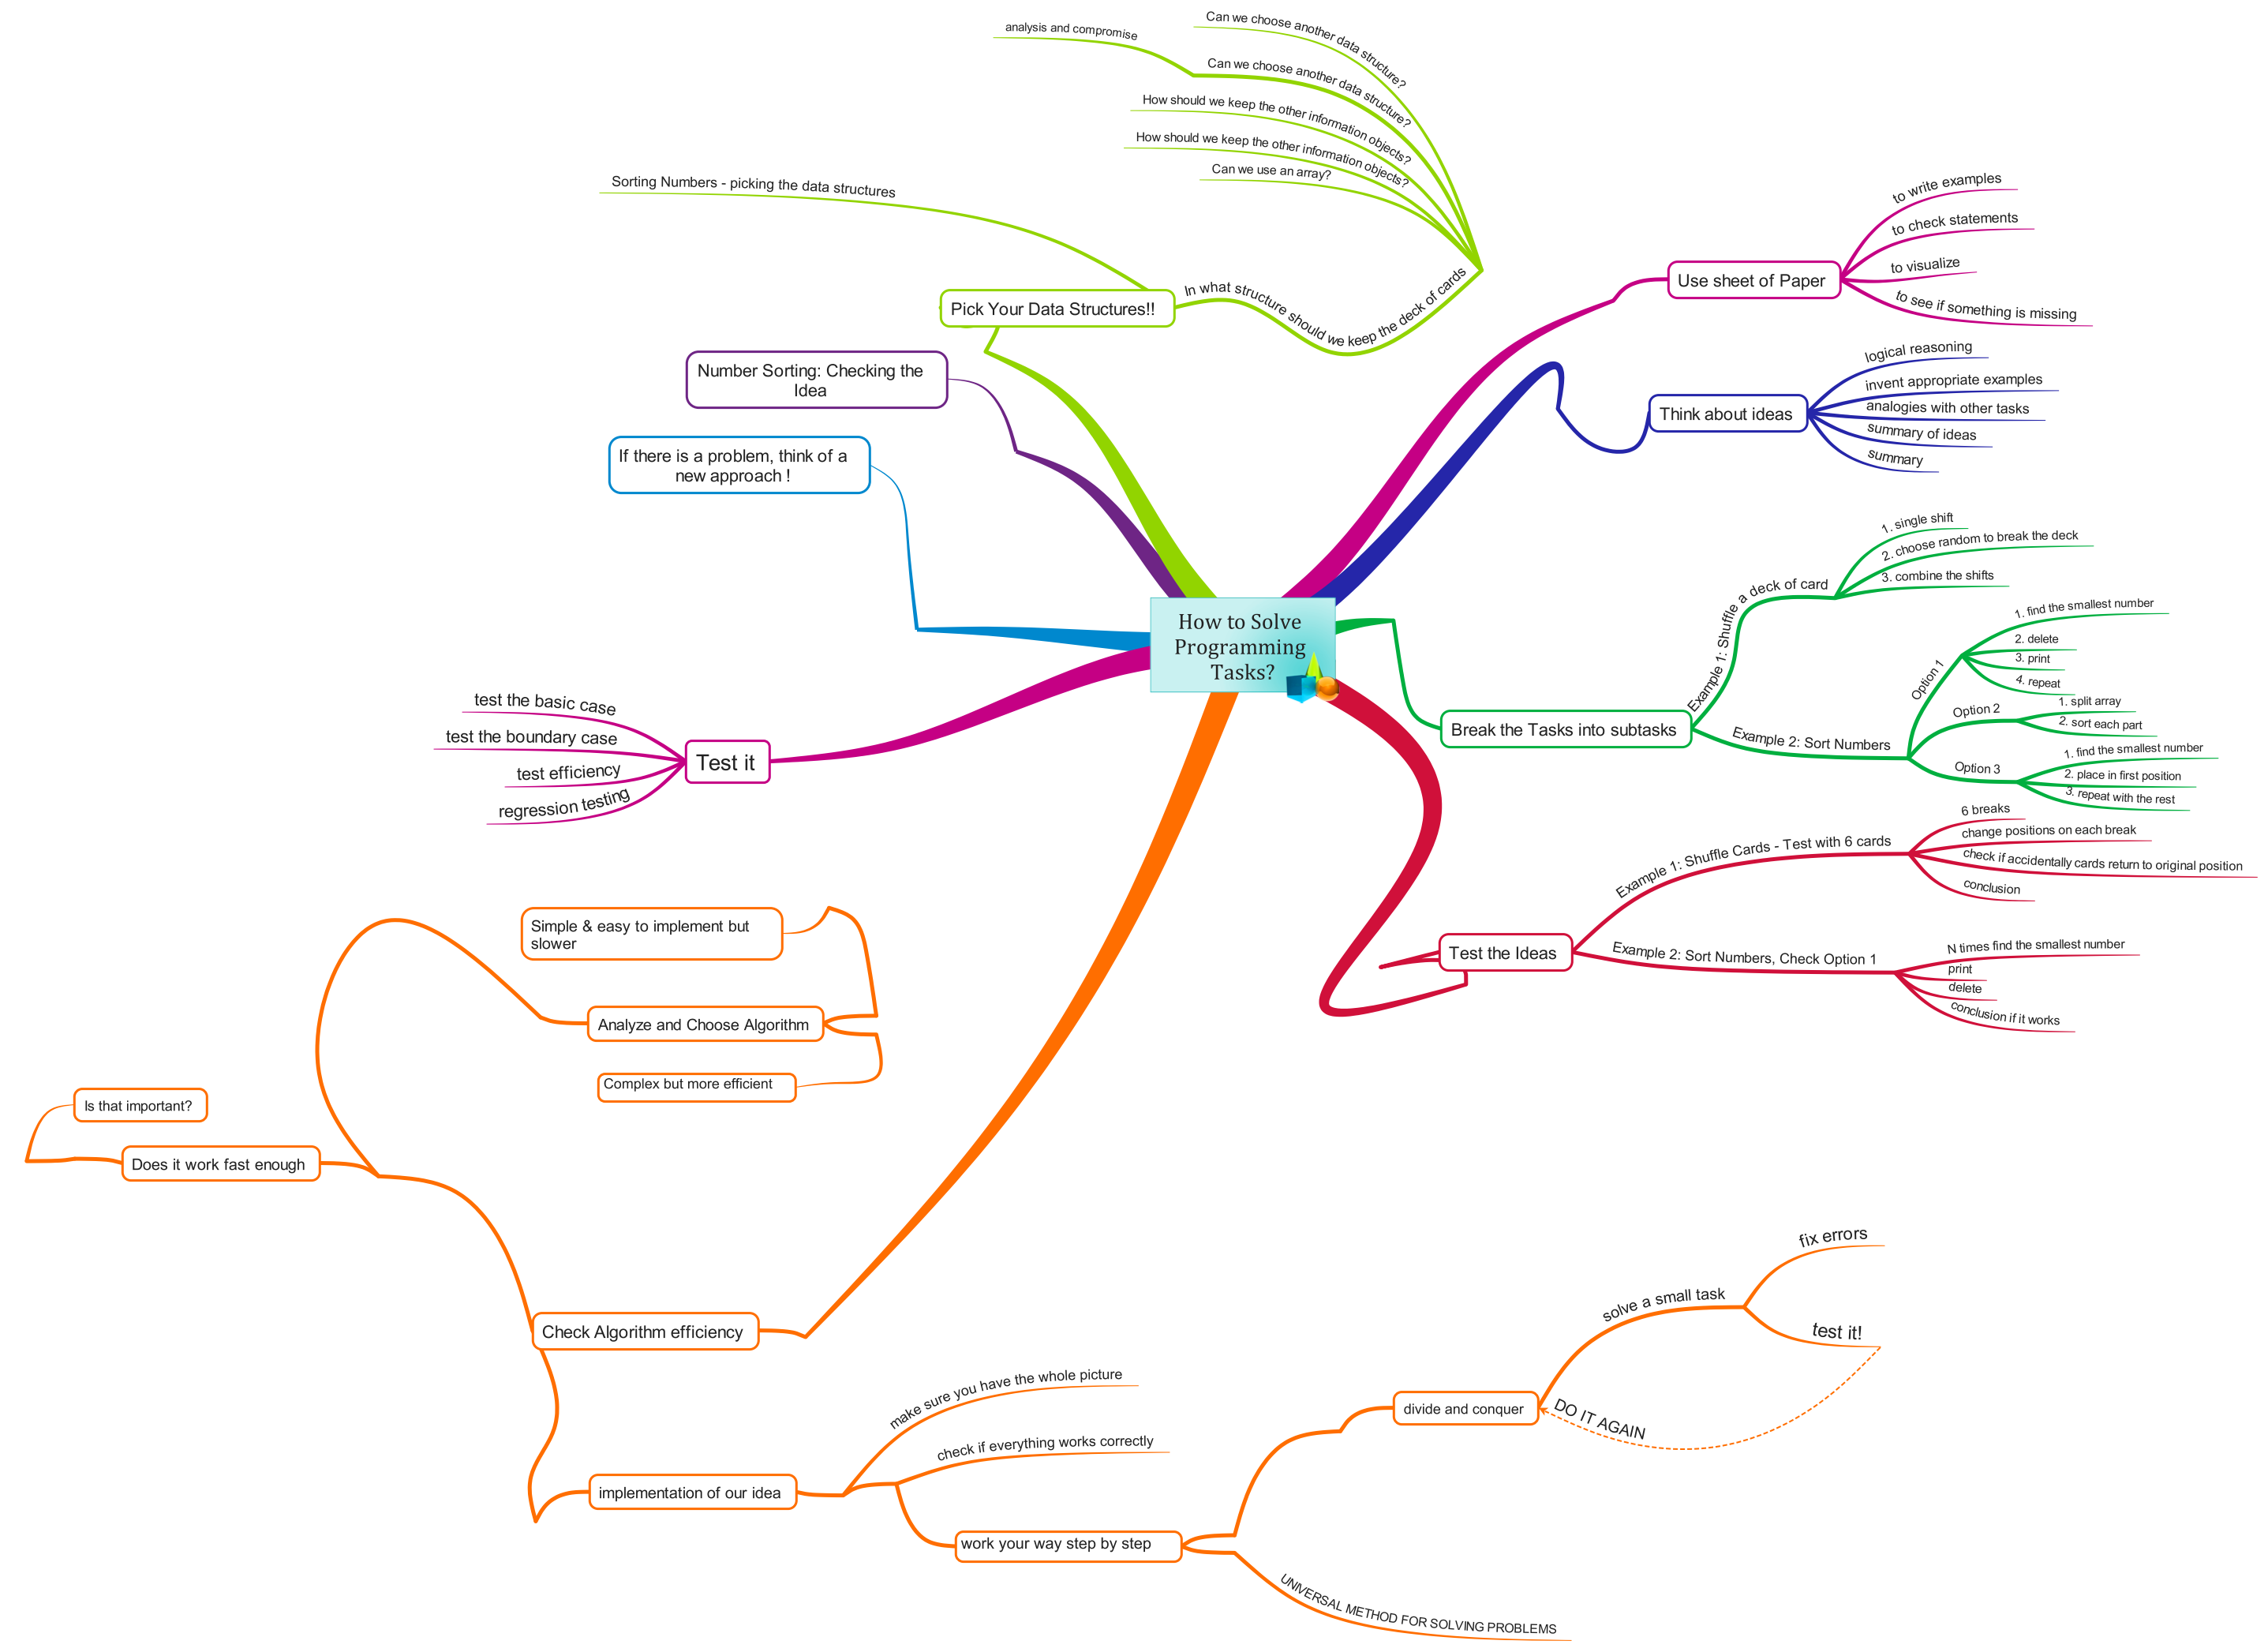 How to Solve
Programming
Tasks?
Use sheet of Paper
to write examples
to check statements
to visualize
to see if something is missing
Think about ideas
logical reasoning
invent appropriate examples
analogies with other tasks
summary of ideas
summary
Break the Tasks into subtasks
Example 1: Shuffle a deck of card
1. single shift
2. choose random to break the deck
3. combine the shifts
Example 2: Sort Numbers
Option 1
1. find the smallest number
2. delete
3. print
4. repeat
Option 2
1. split array
2. sort each part
Option 3
1. find the smallest number
2. place in first position
3. repeat with the rest
Test the Ideas
Example 1: Shuffle Cards - Test with 6 cards
6 breaks
change positions on each break
check if accidentally cards return to original position
conclusion
Example 2: Sort Numbers, Check Option 1
N times find the smallest number
print
delete
conclusion if it works
Check Algorithm efficiency
implementation of our idea
make sure you have the whole picture
check if everything works correctly
work your way step by step
divide and conquer
solve a small task
fix errors
test it!
DO IT AGAIN
UNIVERSAL METHOD FOR SOLVING PROBLEMS
Does it work fast enough
Is that important?
Analyze and Choose Algorithm
Simple & easy to implement but
slower
Complex but more efficient
Test it
test the basic case
test the boundary case
test efficiency
regression testing
If there is a problem, think of a
new approach !
Number Sorting: Checking the
Idea
Pick Your Data Structures!!
Sorting Numbers - picking the data structures
In what structure should we keep the deck of cards
Can we choose another data structure?
Can we choose another data structure?
analysis and compromise
How should we keep the other information objects?
How should we keep the other information objects?
Can we use an array?